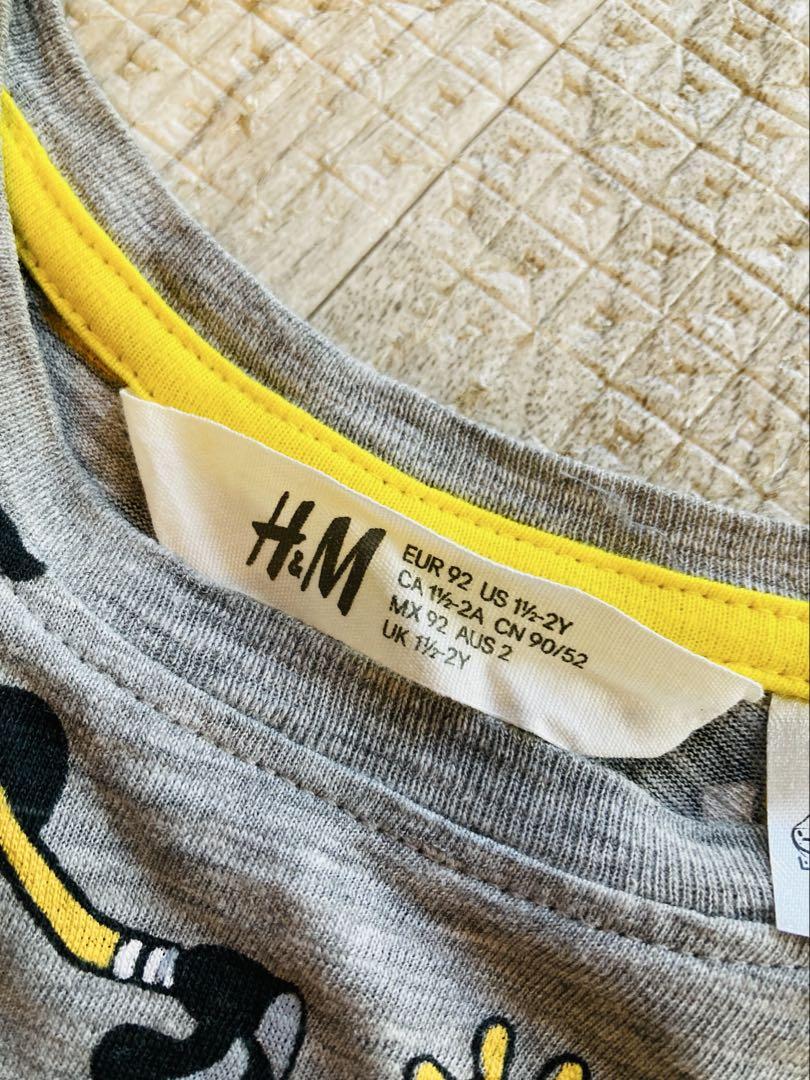 H&M
EUR 92 US 1½-2Y
CA 1½-2A CN 90/52
MX 92 AUS 2
UK 1½-2Y